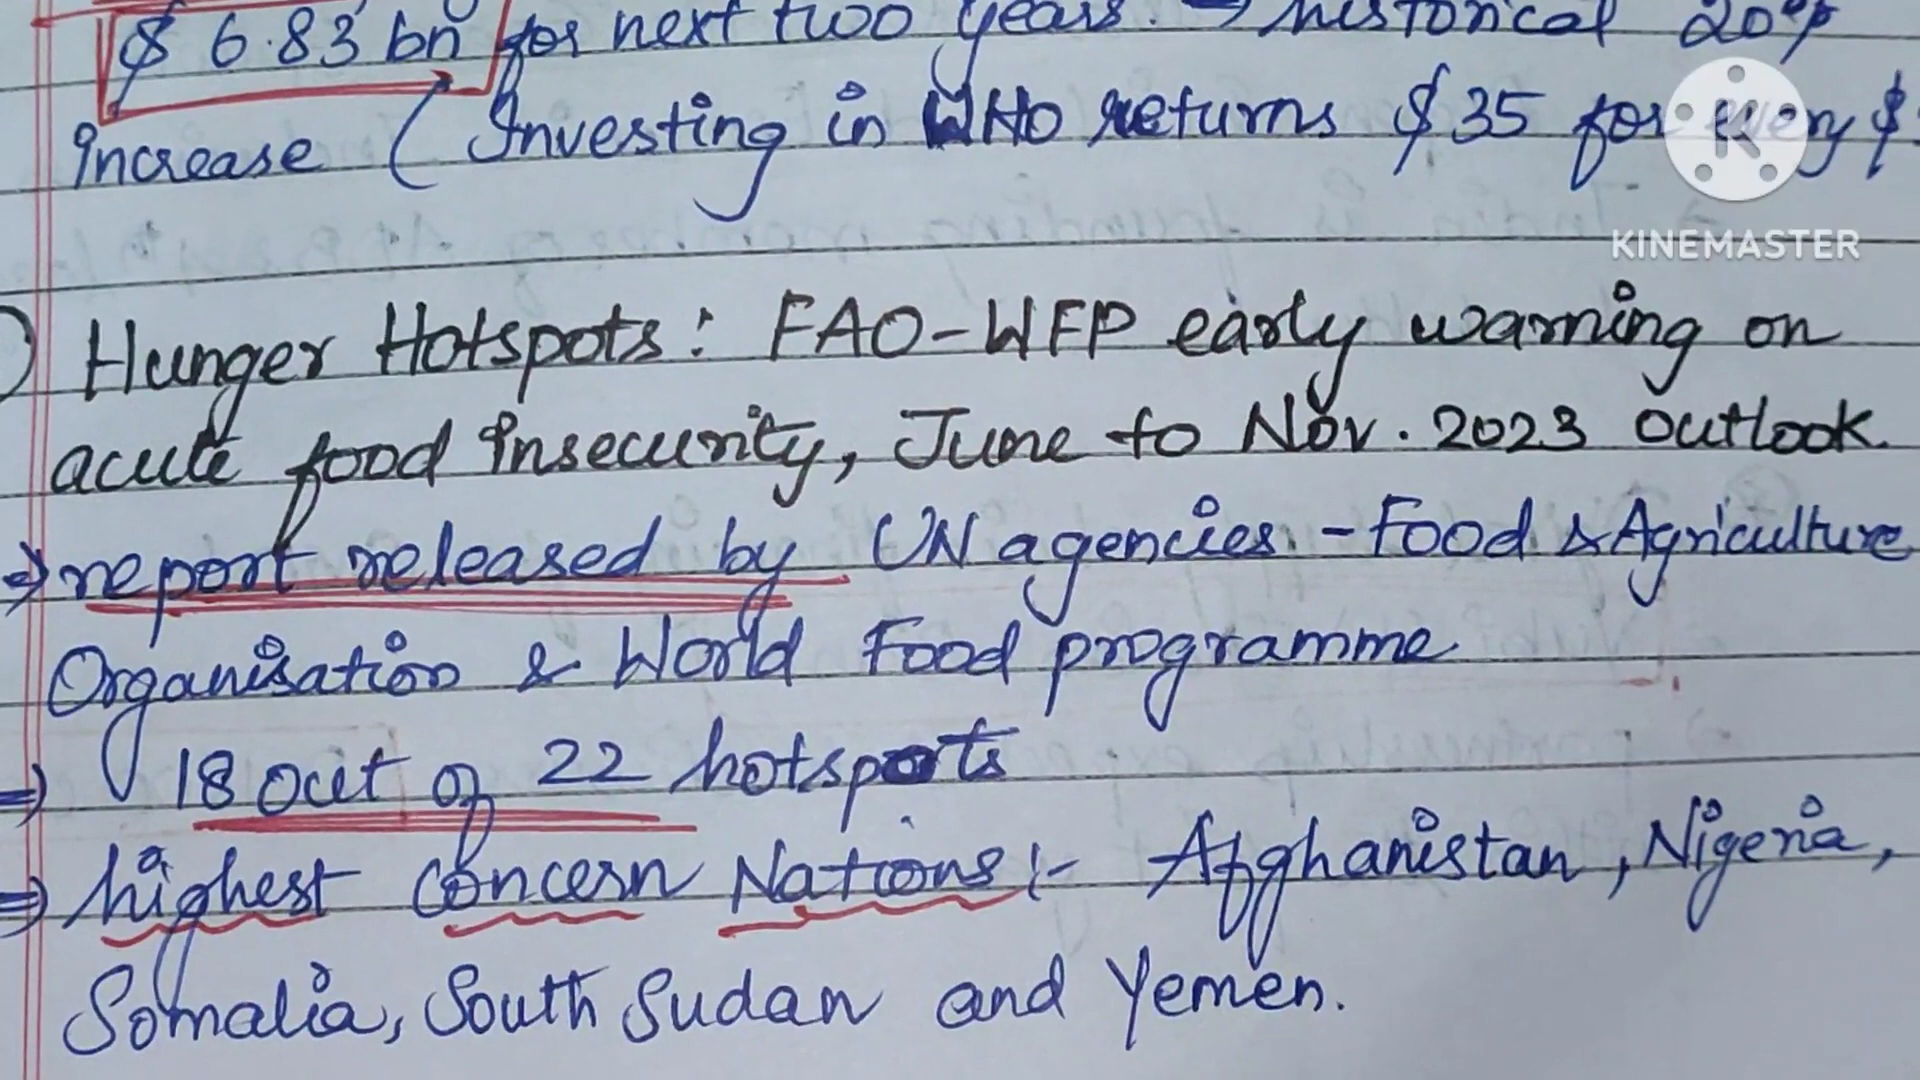 $ 6.83 bn for next two years. → historical 20%
increase ( Investing in WHO returns $35 for every $
KINEMASTER
) Hunger Hotspots: FAO-WFP early warning on
acute food insecurity, June to Nov. 2023 outlook.
⇒ report released by UN agencies. - Food & Agriculture
Organisation & World Food programme
⇒ 18 out of 22 hotspots
⇒ highest concern Nations :- Afghanistan, Nigeria,
Somalia, South Sudan and Yemen.